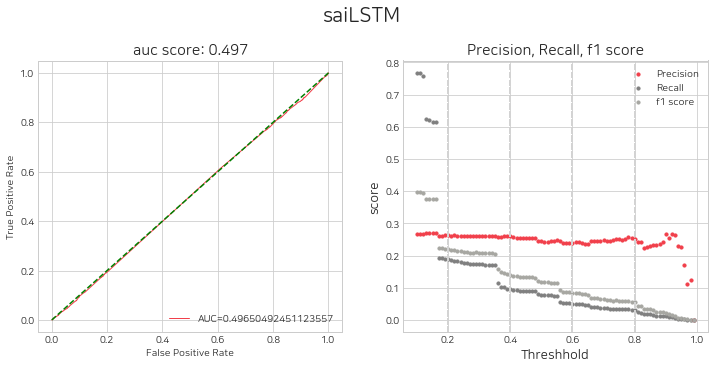 saiLSTM
auc score: 0.497
True Positive Rate
1.0
0.8
0.6
0.4
0.2
0.0
0.0 0.2 0.4 0.6 0.8 1.0
False Positive Rate
AUC=0.49650492451123557
Precision, Recall, f1 score
score
0.8
0.7
0.6
0.5
0.4
0.3
0.2
0.1
0.0
0.2 0.4 0.6 0.8 1.0
Threshhold
Precision
Recall
f1 score